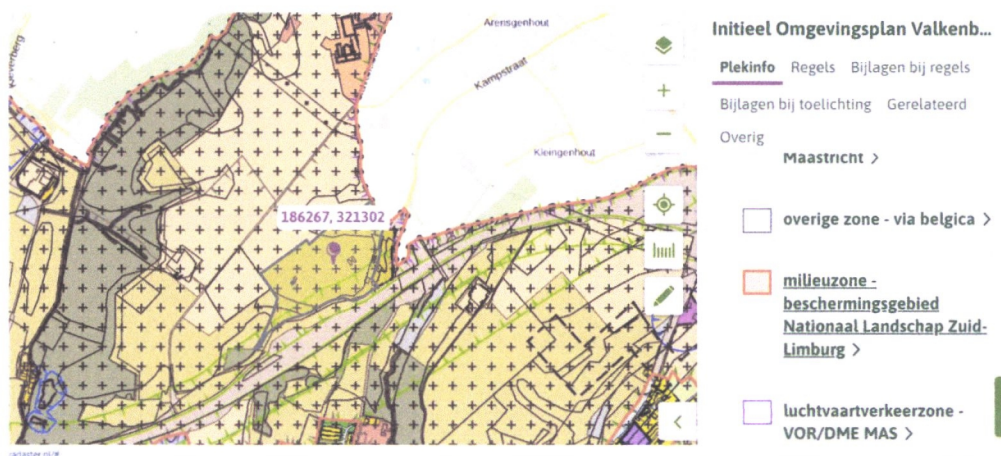 Arensgenhout
Kampstraat
Kleingenhout
186267, 321302
Initieel Omgevingsplan Valkenb...
Plekinfo Regels Bijlagen bij regels
Bijlagen bij toelichting Gerelateerd
Overig
Maastricht >
overige zone - via belgica >
milieuzone -
beschermingsgebied
Nationaal Landschap Zuid-
Limburg >
luchtvaartverkeerzone -
VOR/DME MAS >